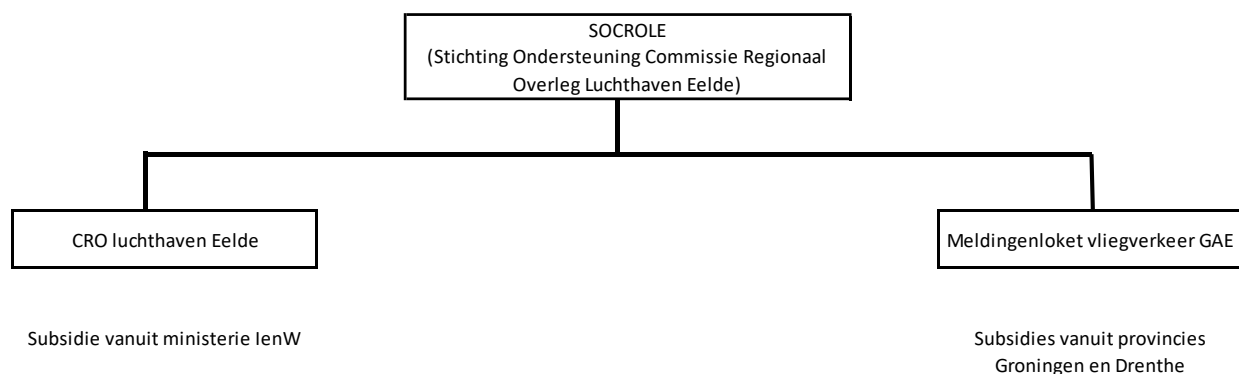 SOCROLE
(Stichting Ondersteuning Commissie Regionaal
Overleg Luchthaven Eelde)
CRO luchthaven Eelde
Meldingenloket vliegverkeer GAE
Subsidie vanuit ministerie IenW
Subsidies vanuit provincies
Groningen en Drenthe